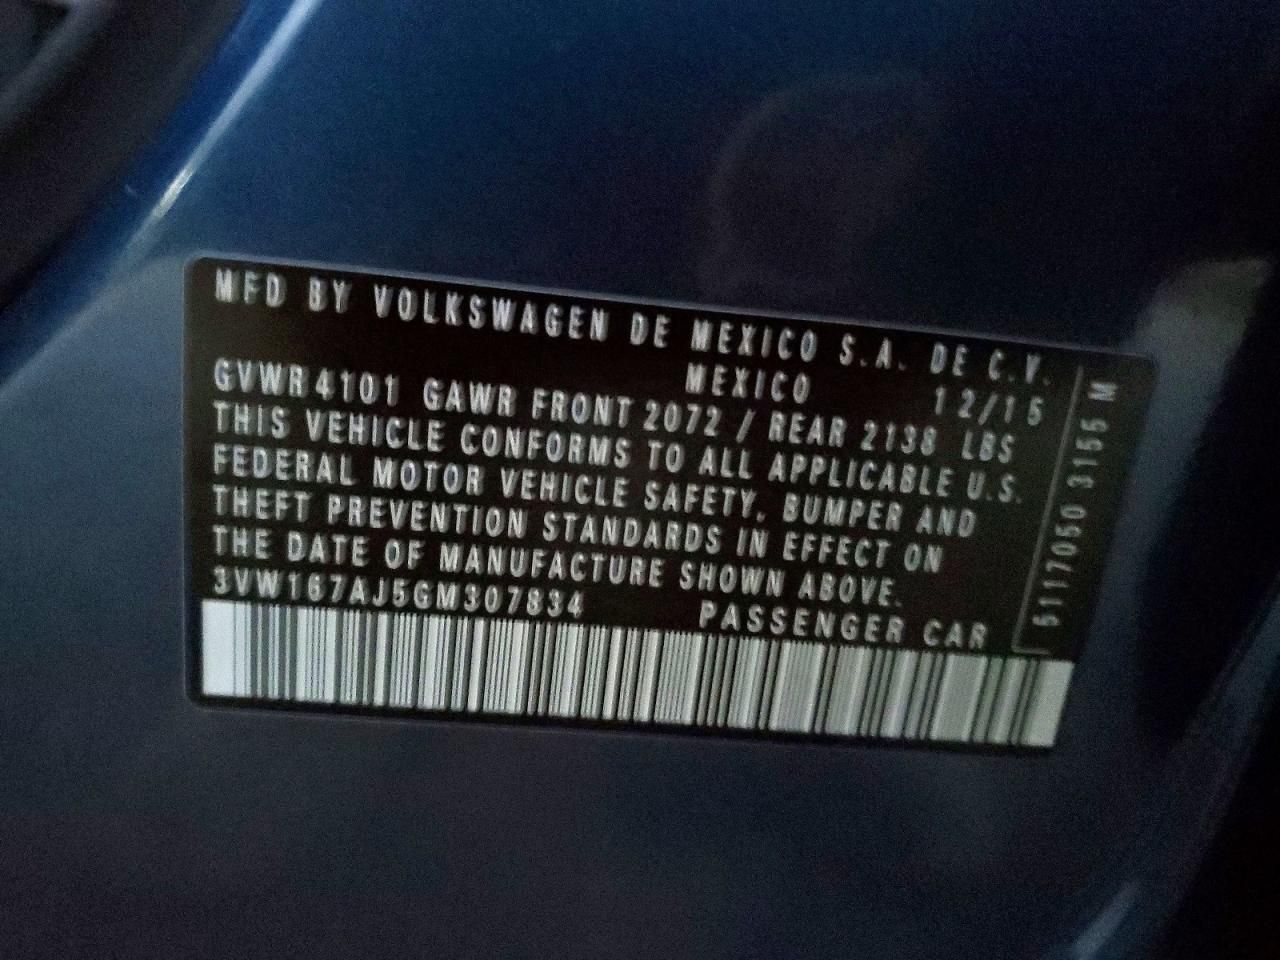 MFD BY VOLKSWAGEN DE MEXICO S.A. DE C.V.
MEXICO 12/15
GVWR 4101 GAWR FRONT 2072 / REAR 2138 LBS
THIS VEHICLE CONFORMS TO ALL APPLICABLE U.S.
FEDERAL MOTOR VEHICLE SAFETY, BUMPER AND
THEFT PREVENTION STANDARDS IN EFFECT ON
THE DATE OF MANUFACTURE SHOWN ABOVE.
3VW167AJ5GM307834 PASSENGER CAR
5117050 3155 M